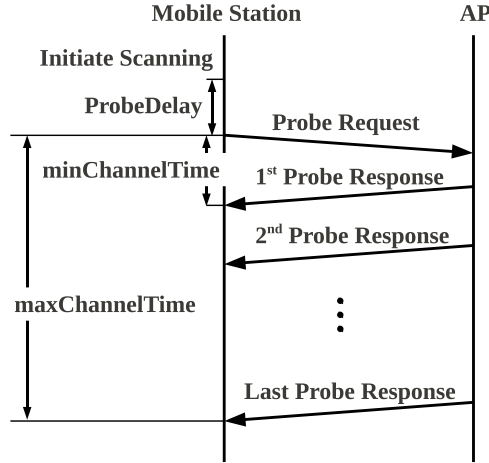 Mobile Station
AP
Initiate Scanning
ProbeDelay
Probe Request
minChannelTime
1st Probe Response
2nd Probe Response
maxChannelTime
Last Probe Response